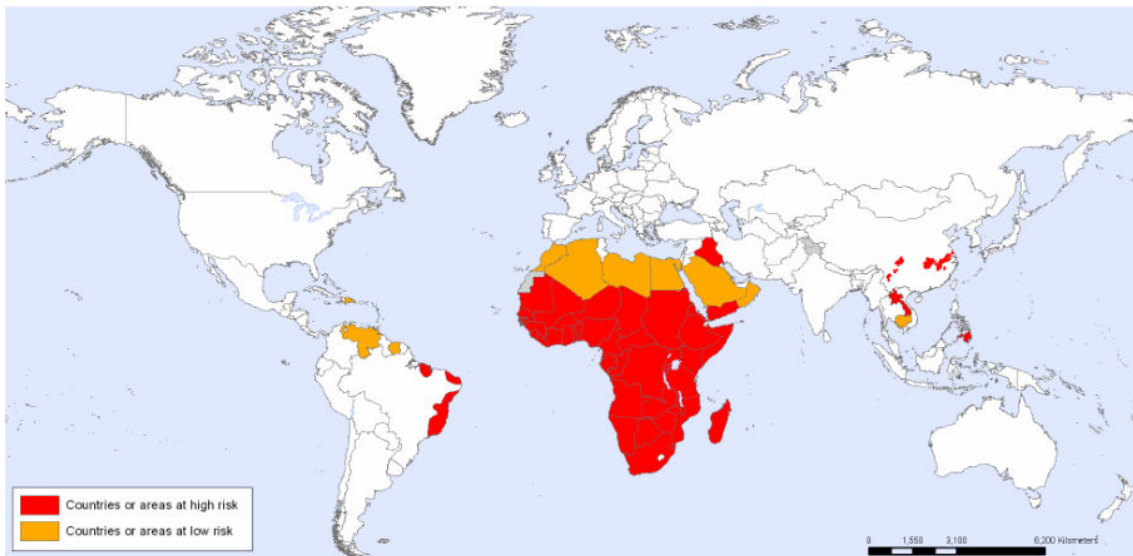 Countries or areas at high risk
Countries or areas at low risk
0 1,550 3,100 6,200 Kilometers